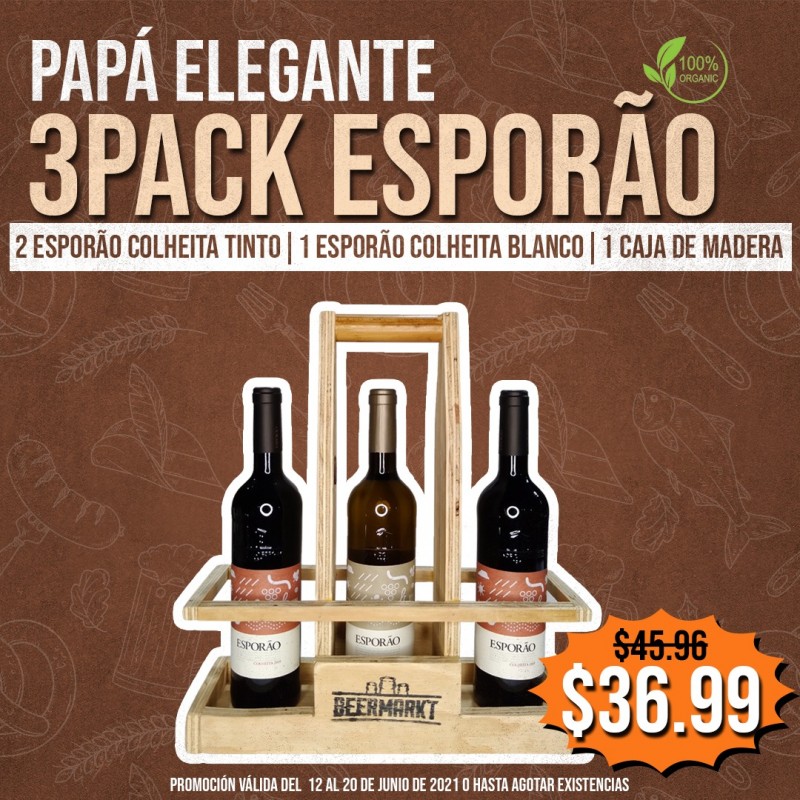 PAPÁ ELEGANTE
100%
ORGANIC
3PACK ESPORÃO
2 ESPORÃO COLHEITA TINTO | 1 ESPORÃO COLHEITA BLANCO | 1 CAJA DE MADERA
ESPORÃO
ESPORÃO
ESPORÃO
BEERMARKT
$45.96
$36.99
PROMOCIÓN VÁLIDA DEL 12 AL 20 DE JUNIO DE 2021 O HASTA AGOTAR EXISTENCIAS